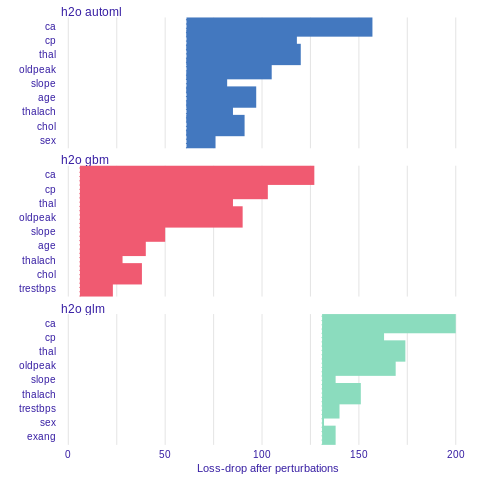 h2o automl
ca
cp
thal
oldpeak
slope
age
thalach
chol
sex
h2o gbm
ca
cp
thal
oldpeak
slope
age
thalach
chol
trestbps
h2o glm
ca
cp
thal
oldpeak
slope
thalach
trestbps
sex
exang
0 50 100 150 200
Loss-drop after perturbations